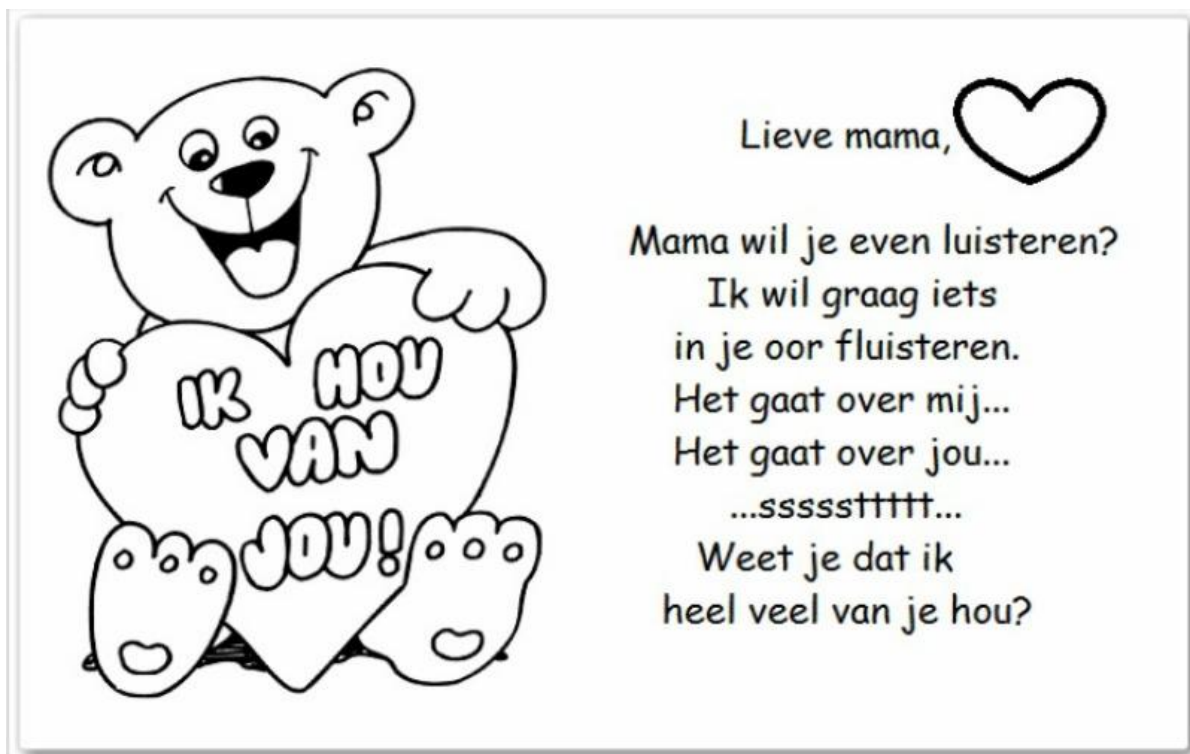 IK HOU
VAN
JOU!
Lieve mama,
Mama wil je even luisteren?
Ik wil graag iets
in je oor fluisteren.
Het gaat over mij...
Het gaat over jou...
...ssssstttttt...
Weet je dat ik
heel veel van je hou?